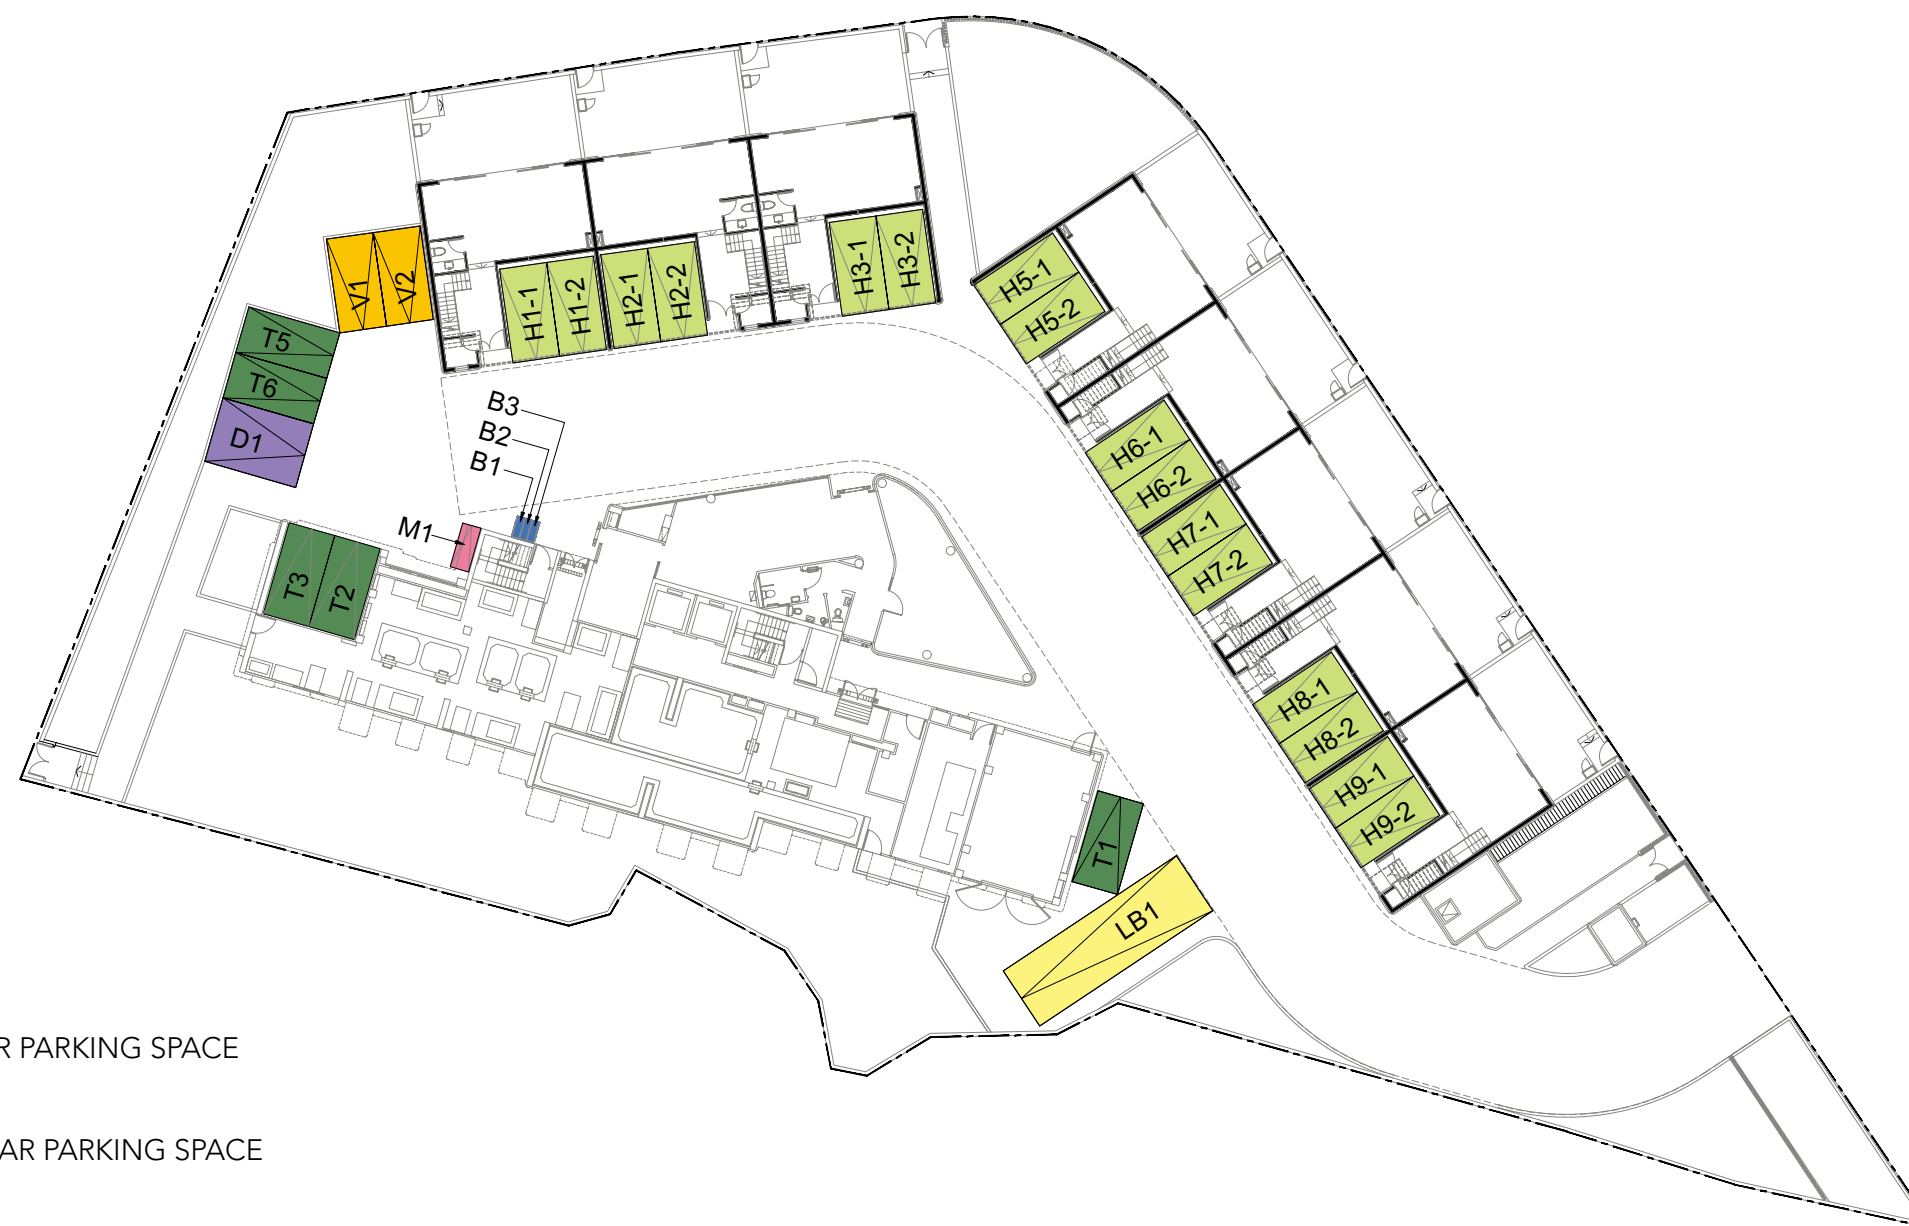 V1
V2
H1-1
H1-2
H2-1
H2-2
H3-1
H3-2
H5-1
H5-2
T5
T6
D1
B3
B2
B1
M1
T3
T2
H6-1
H6-2
H7-1
H7-2
H8-1
H8-2
H9-1
H9-2
T1
LB1
R PARKING SPACE
AR PARKING SPACE